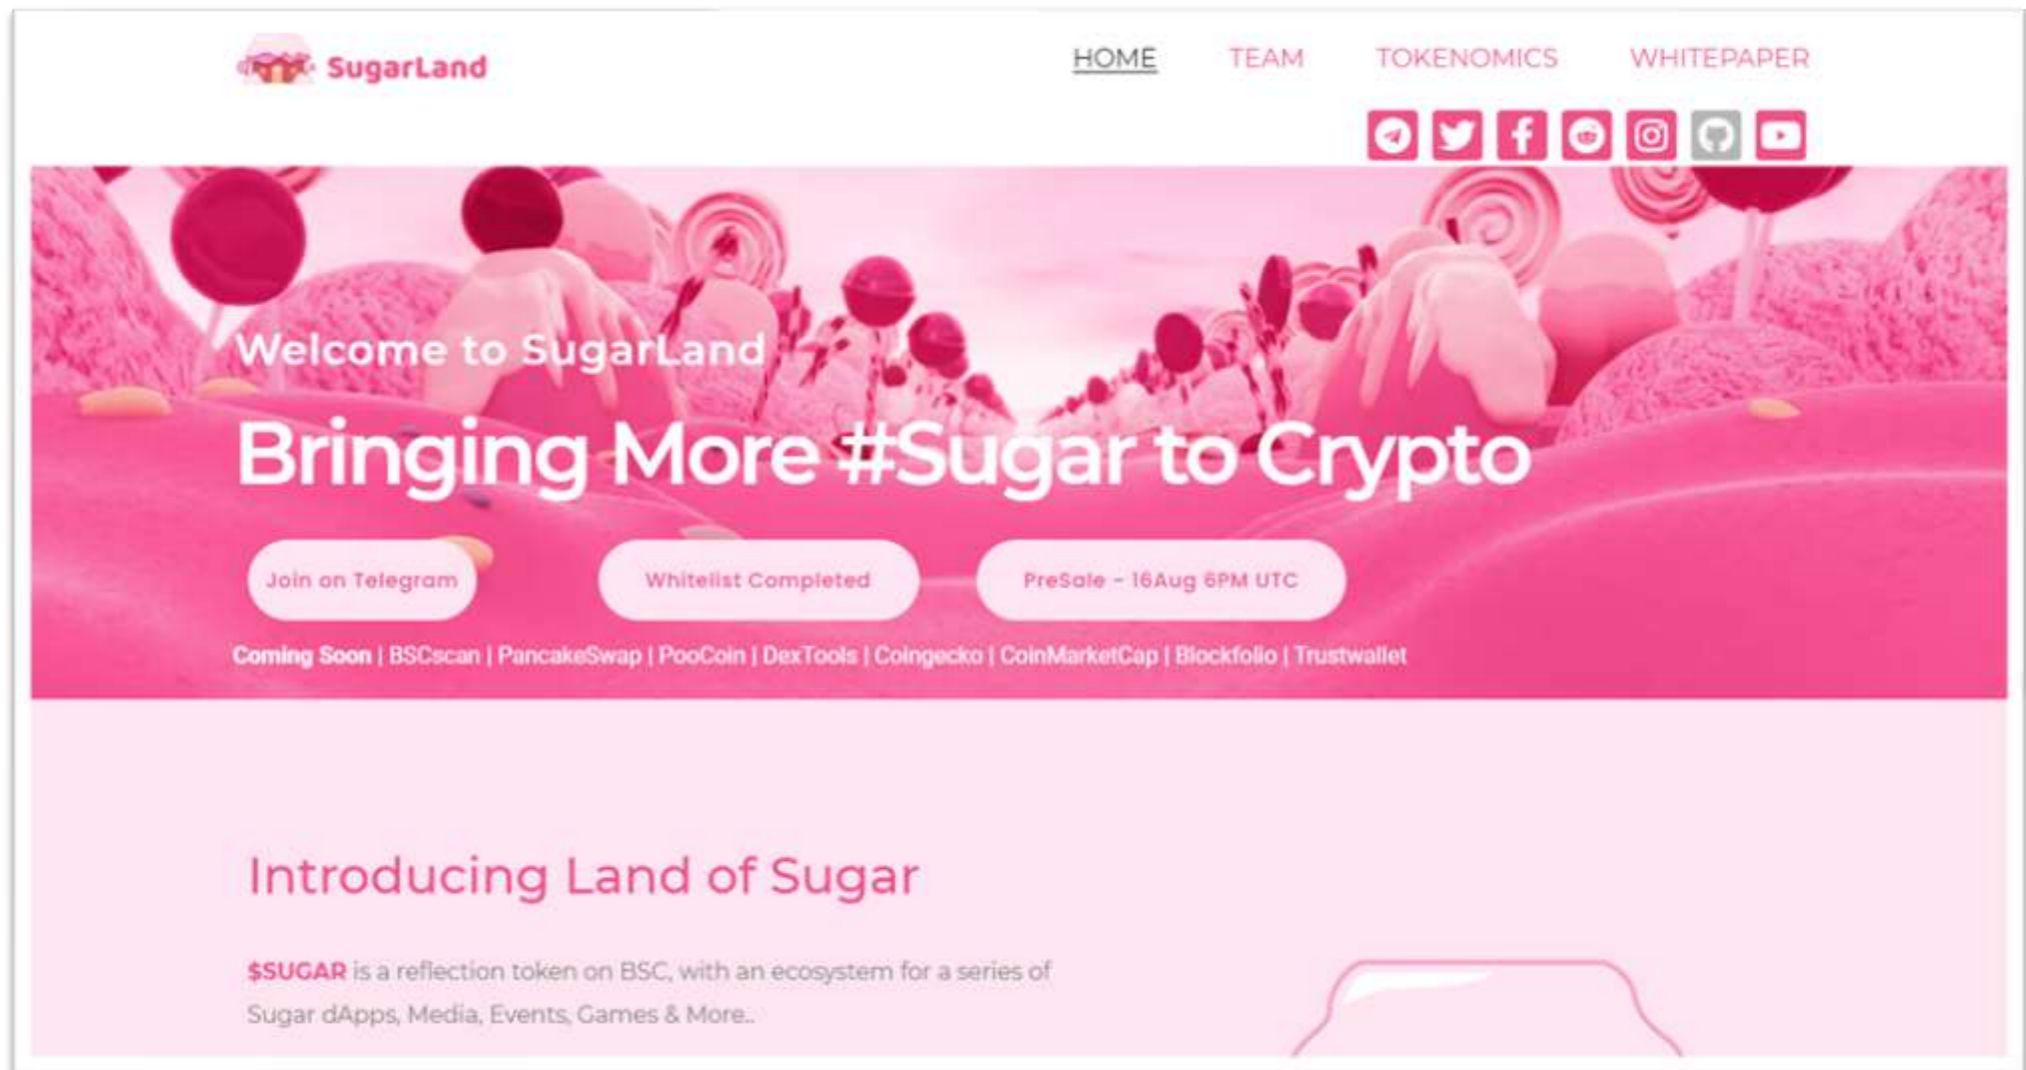 SugarLand
HOME TEAM TOKENOMICS WHITEPAPER
Welcome to SugarLand
Bringing More #Sugar to Crypto
Join on Telegram Whitelist Completed PreSale - 16Aug 6PM UTC
Coming Soon | BSCscan | PancakeSwap | PooCoin | DexTools | Coingecko | CoinMarketCap | Blockfolio | Trustwallet
Introducing Land of Sugar
$SUGAR is a reflection token on BSC, with an ecosystem for a series of
Sugar dApps, Media, Events, Games & More..